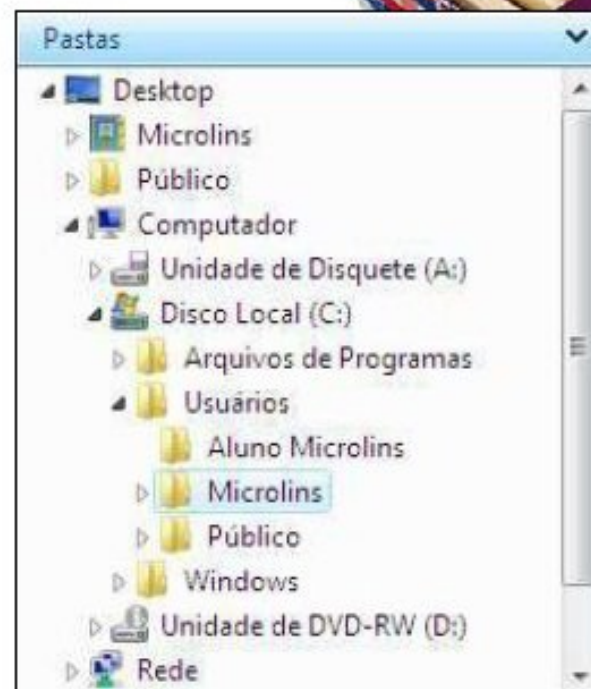 Pastas
Desktop
Microlins
Público
Computador
Unidade de Disquete (A:)
Disco Local (C:)
Arquivos de Programas
Usuários
Aluno Microlins
Microlins
Público
Windows
Unidade de DVD-RW (D:)
Rede